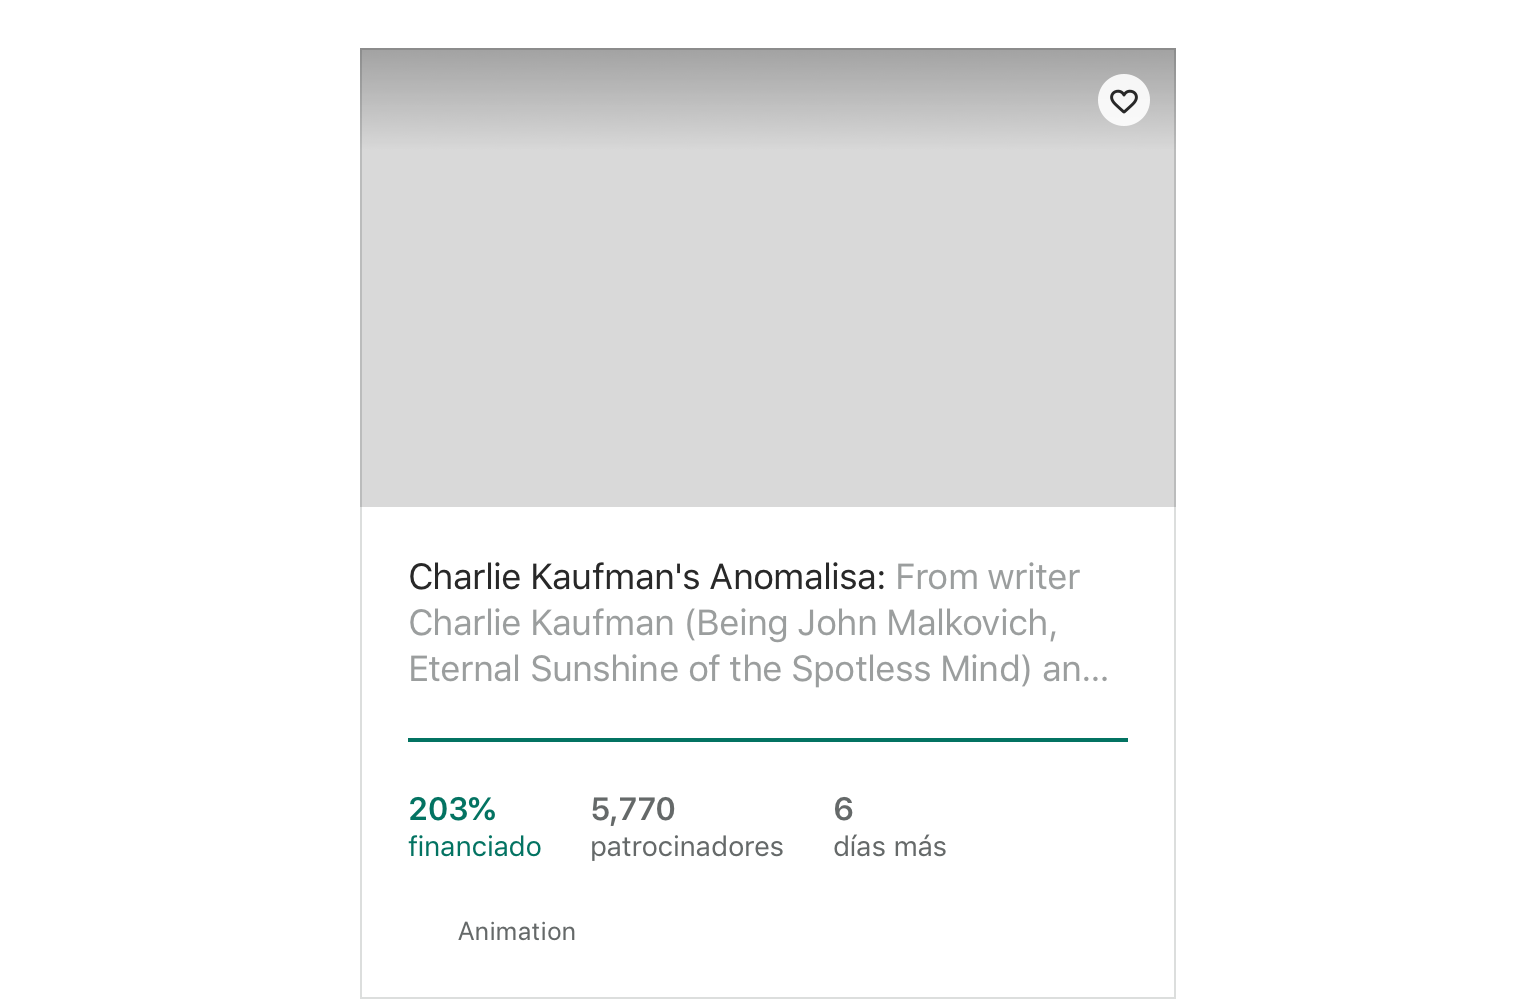 Charlie Kaufman's Anomalisa: From writer
Charlie Kaufman (Being John Malkovich,
Eternal Sunshine of the Spotless Mind) an...
203% 5,770 6
financiado patrocinadores días más
Animation